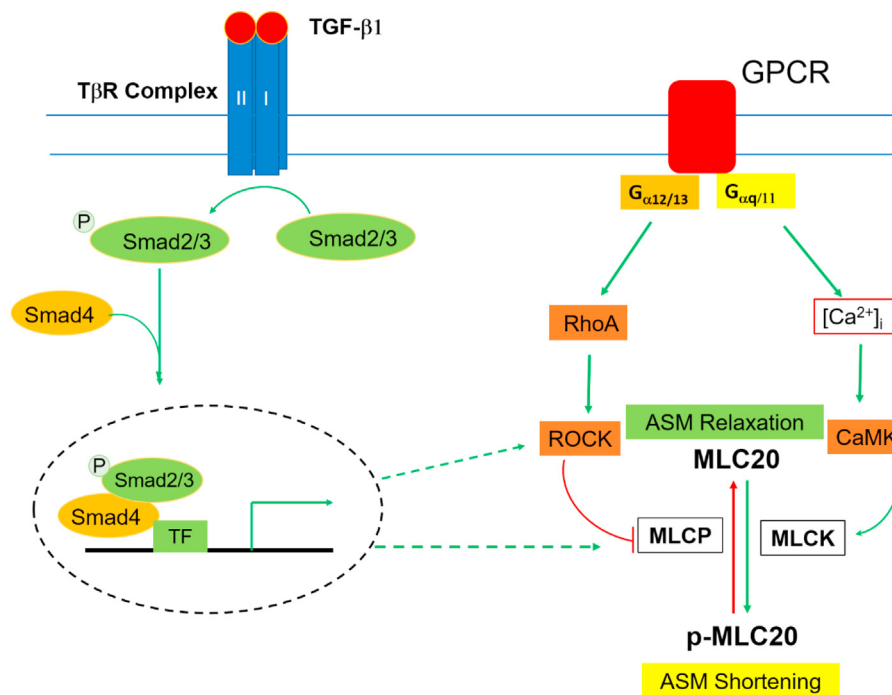 TGF-β1
GPCR
TβR Complex
II
I
Gα12/13
Gαq/11
P
Smad2/3
Smad2/3
Smad4
RhoA
[Ca2+]i
ASM Relaxation
ROCK
CaMK
MLC20
P
Smad2/3
Smad4
TF
MLCP
MLCK
p-MLC20
ASM Shortening